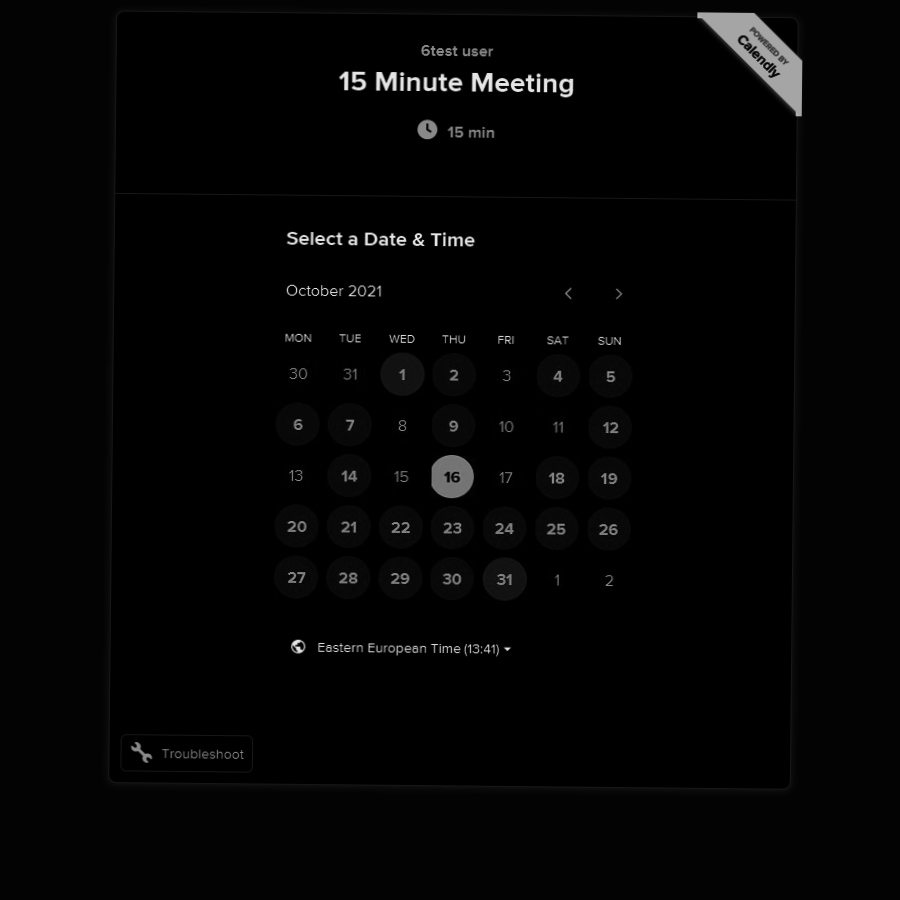 POWERED BY
Calendly
6test user
15 Minute Meeting
15 min
Select a Date & Time
October 2021
MON TUE WED THU FRI SAT SUN
30 31 1 2 3 4 5
6 7 8 9 10 11 12
13 14 15 16 17 18 19
20 21 22 23 24 25 26
27 28 29 30 31 1 2
Eastern European Time (13:41)
Troubleshoot